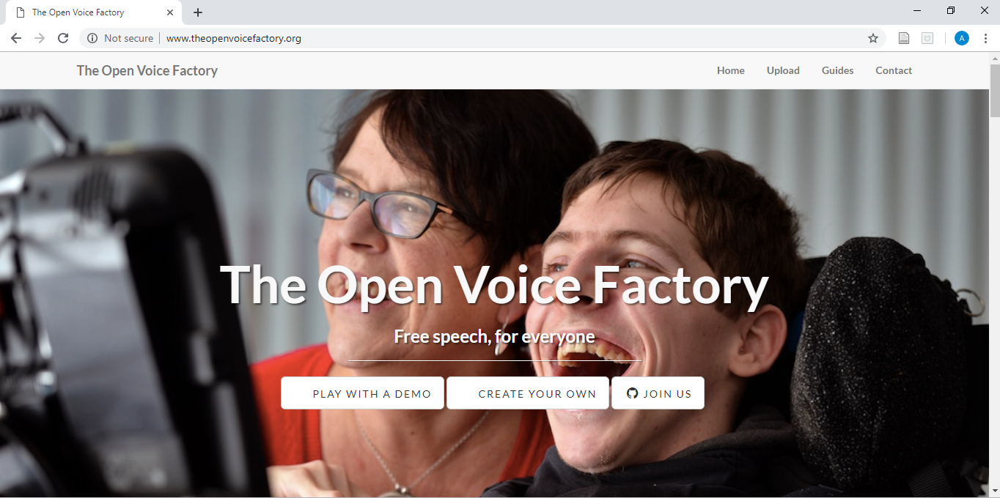 The Open Voice Factory
Not secure www.theopenvoicefactory.org
A
The Open Voice Factory Home Upload Guides Contact
The Open Voice Factory
Free speech, for everyone
PLAY WITH A DEMO CREATE YOUR OWN JOIN US